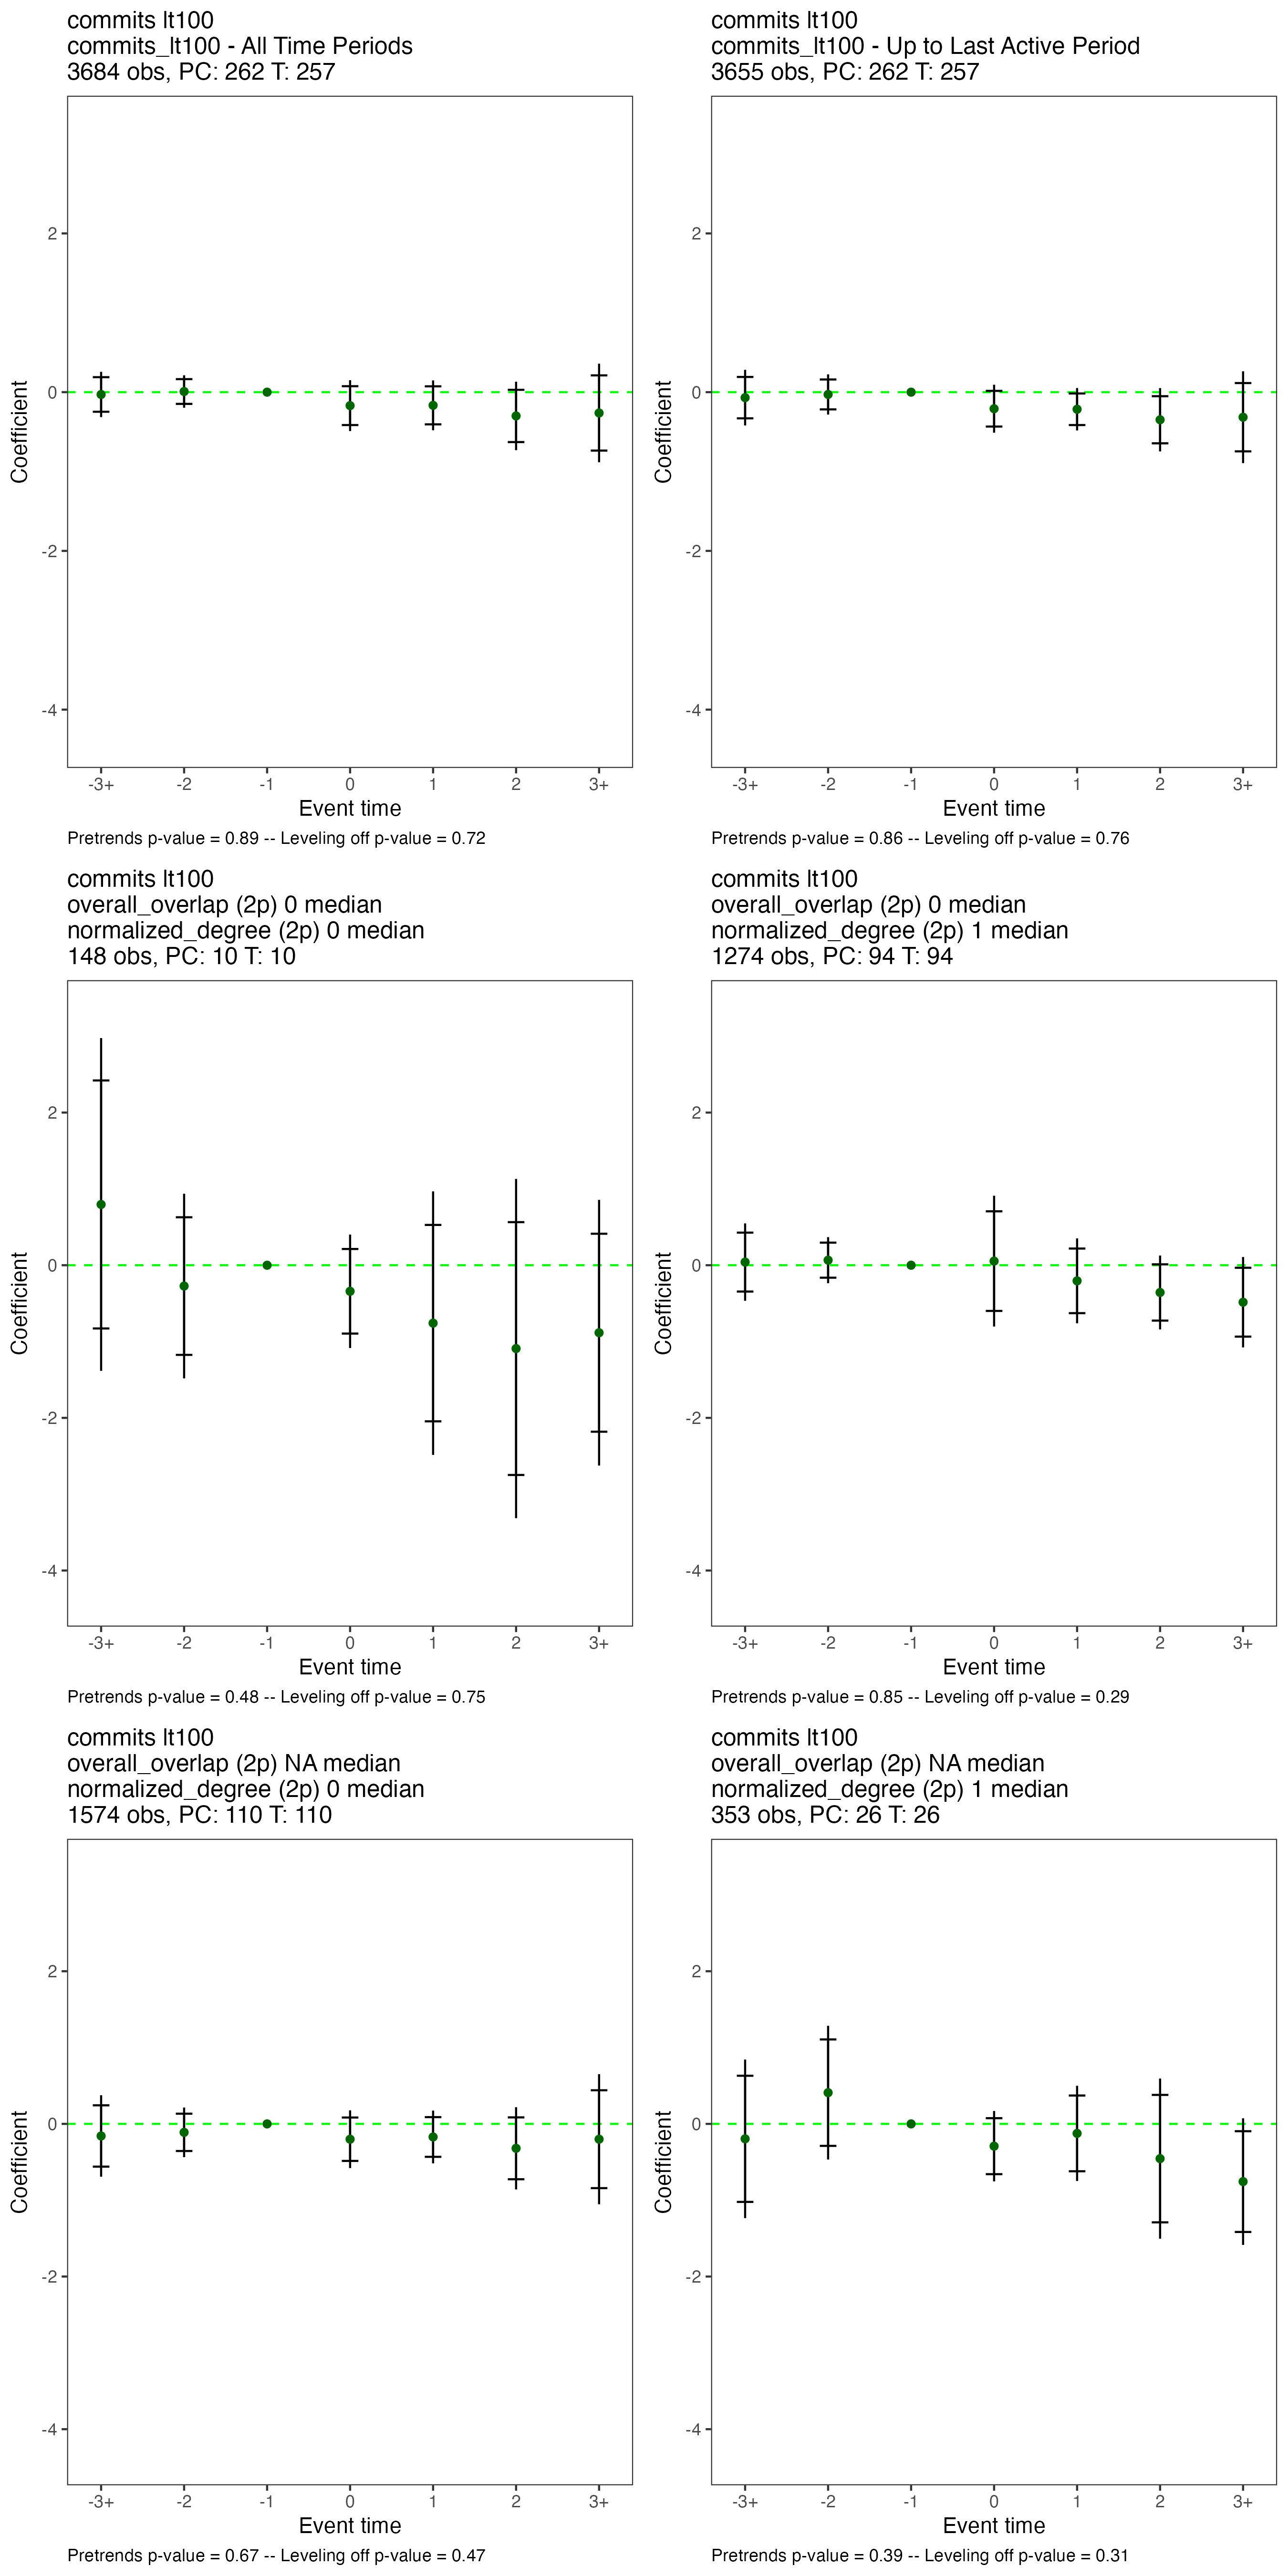 commits lt100
commits_lt100 - All Time Periods
3684 obs, PC: 262 T: 257
Coefficient
2
0
-2
-4
-3+ -2 -1 0 1 2 3+
Event time
Pretrends p-value = 0.89 -- Leveling off p-value = 0.72
commits lt100
commits_lt100 - Up to Last Active Period
3655 obs, PC: 262 T: 257
Coefficient
2
0
-2
-4
-3+ -2 -1 0 1 2 3+
Event time
Pretrends p-value = 0.86 -- Leveling off p-value = 0.76
commits lt100
overall_overlap (2p) 0 median
normalized_degree (2p) 0 median
148 obs, PC: 10 T: 10
Coefficient
2
0
-2
-4
-3+ -2 -1 0 1 2 3+
Event time
Pretrends p-value = 0.48 -- Leveling off p-value = 0.75
commits lt100
overall_overlap (2p) 0 median
normalized_degree (2p) 1 median
1274 obs, PC: 94 T: 94
Coefficient
2
0
-2
-4
-3+ -2 -1 0 1 2 3+
Event time
Pretrends p-value = 0.85 -- Leveling off p-value = 0.29
commits lt100
overall_overlap (2p) NA median
normalized_degree (2p) 0 median
1574 obs, PC: 110 T: 110
Coefficient
2
0
-2
-4
-3+ -2 -1 0 1 2 3+
Event time
Pretrends p-value = 0.67 -- Leveling off p-value = 0.47
commits lt100
overall_overlap (2p) NA median
normalized_degree (2p) 1 median
353 obs, PC: 26 T: 26
Coefficient
2
0
-2
-4
-3+ -2 -1 0 1 2 3+
Event time
Pretrends p-value = 0.39 -- Leveling off p-value = 0.31